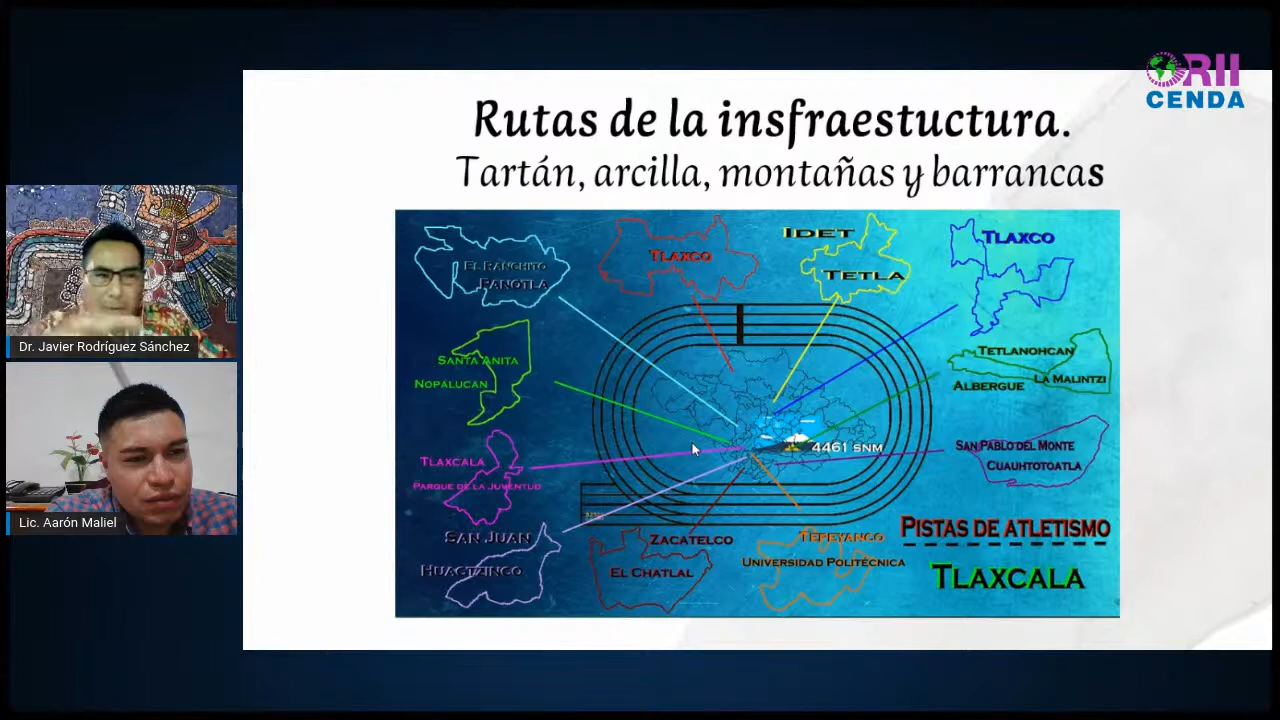 ORII
CENDA
Rutas de la insfraestuctura.
Tartán, arcilla, montañas y barrancas
EL RANCHITO
PANOTLA
TLAXCO
IDET
TETLA
TLAXCO
SANTA ANITA
NOPALUCAN
TETLANOHCAN
ALBERGUE
LA MALINTZI
TLAXCALA
PARQUE DE LA JUVENTUD
4461 SNM
SAN PABLO DEL MONTE
CUAUHTOTOATLA
SAN JUAN
HUACTZINGO
ZACATELCO
EL CHATLAL
TEPEYANCO
UNIVERSIDAD POLITÉCNICA
PISTAS DE ATLETISMO
TLAXCALA
Dr. Javier Rodríguez Sánchez
Lic. Aarón Maliel